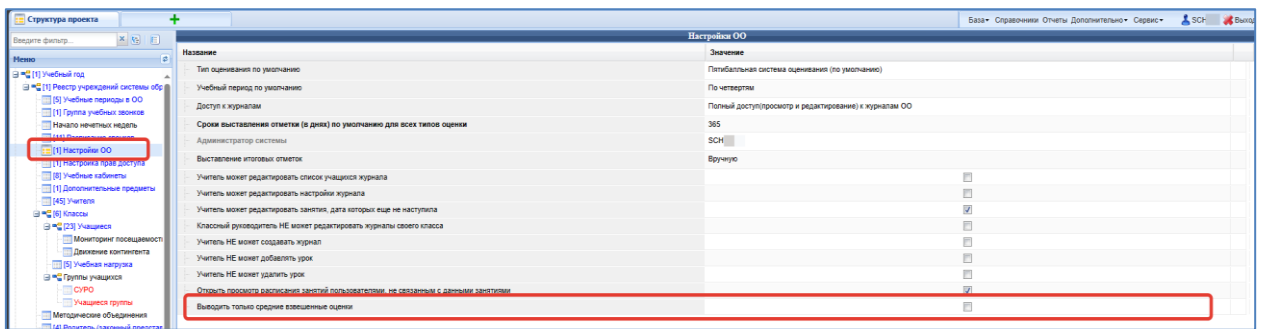 Структура проекта
База Справочники Отчеты Дополнительно Сервис SCH Выход
Введите фильтр...
Настройки ОО
Меню
Название Значение
[1] Учебный год
[1] Реестр учреждений системы обр
[5] Учебные периоды в ОО
[1] Группа учебных звонков
Начало нечетных недель
[1] Настройки ОО
[1] Настройка прав доступа
[8] Учебные кабинеты
[1] Дополнительные предметы
[45] Учителя
[6] Классы
[23] Учащиеся
Мониторинг посещаемости
Движение контингента
[5] Учебная нагрузка
Группы учащихся
СУРО
Учащиеся группы
Методические объединения
[4] Родитель (законный представ
Тип оценивания по умолчанию Пятибалльная система оценивания (по умолчанию)
Учебный период по умолчанию По четвертям
Доступ к журналам Полный доступ(просмотр и редактирование) к журналам ОО
Сроки выставления отметки (в днях) по умолчанию для всех типов оценки 365
Администратор системы SCH
Выставление итоговых отметок Вручную
Учитель может редактировать список учащихся журнала
Учитель может редактировать настройки журнала
Учитель может редактировать занятия, дата которых еще не наступила
Классный руководитель НЕ может редактировать журналы своего класса
Учитель НЕ может создавать журнал
Учитель НЕ может добавлять урок
Учитель НЕ может удалить урок
Открыть просмотр расписания занятий пользователями, не связанным с данными занятиями
Выводить только средние взвешенные оценки